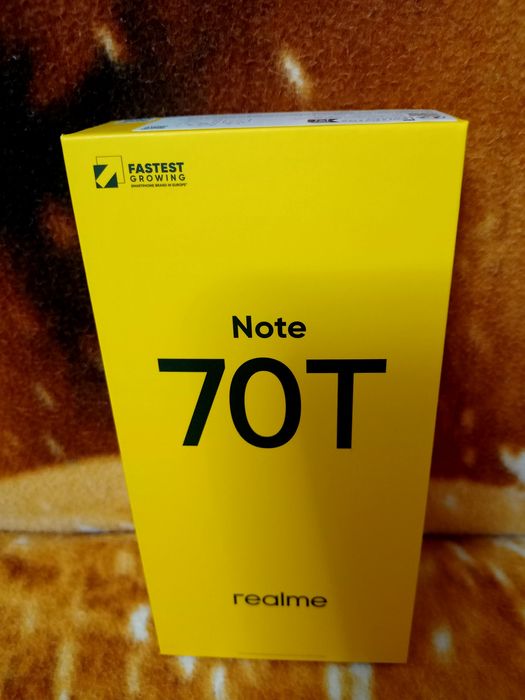 FASTEST
GROWING
SMARTPHONE BRAND IN EUROPE*
Note
70T
realme